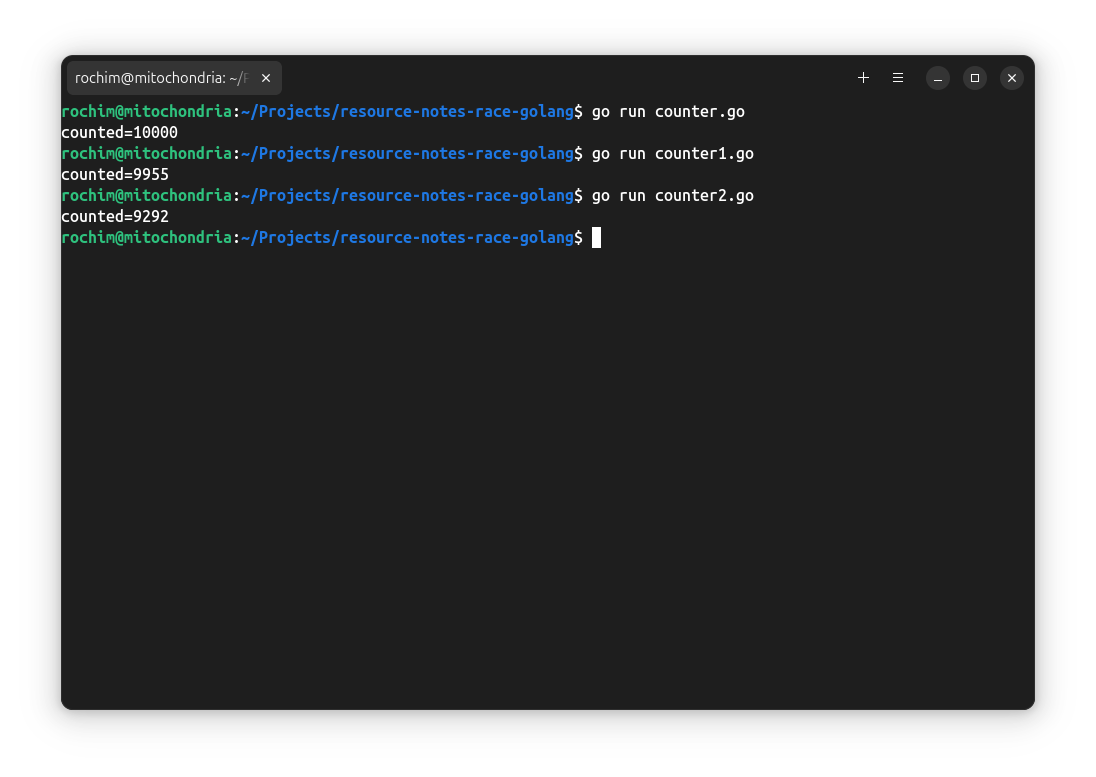 rochim@mitochondria: ~/
rochim@mitochondria:~/Projects/resource-notes-race-golang$ go run counter.go
counted=10000
rochim@mitochondria:~/Projects/resource-notes-race-golang$ go run counter1.go
counted=9955
rochim@mitochondria:~/Projects/resource-notes-race-golang$ go run counter2.go
counted=9292
rochim@mitochondria:~/Projects/resource-notes-race-golang$